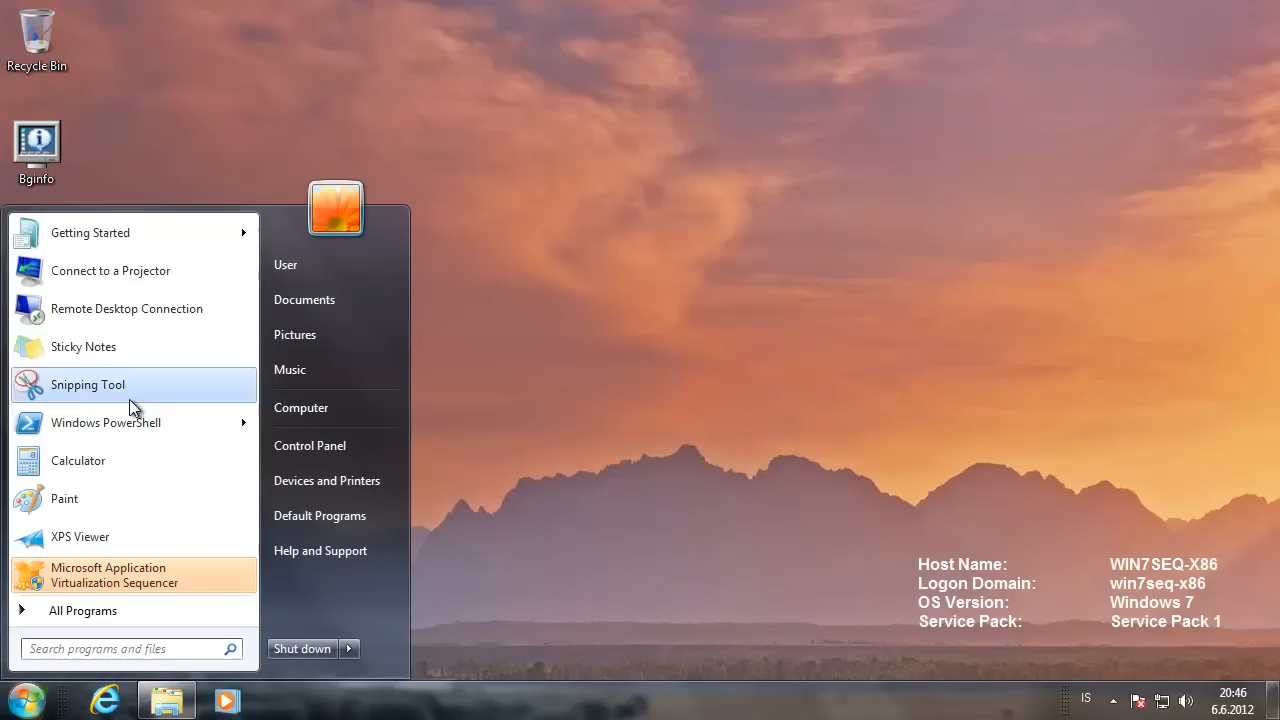 Recycle Bin
Bginfo
Getting Started
Connect to a Projector
Remote Desktop Connection
Sticky Notes
Snipping Tool
Windows PowerShell
Calculator
Paint
XPS Viewer
Microsoft Application
Virtualization Sequencer
All Programs
Search programs and files
User
Documents
Pictures
Music
Computer
Control Panel
Devices and Printers
Default Programs
Help and Support
Shut down
Host Name: WIN7SEQ-X86
Logon Domain: win7seq-x86
OS Version: Windows 7
Service Pack: Service Pack 1
IS
20:46
6.6.2012